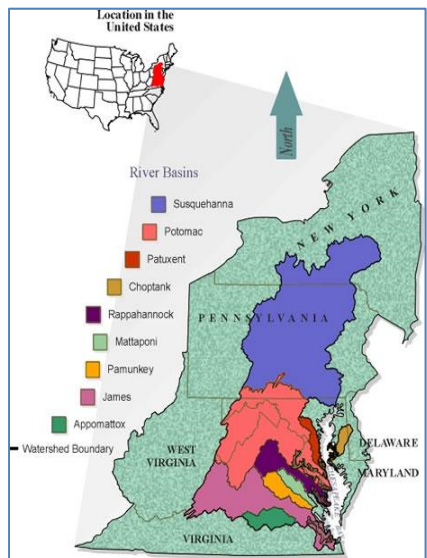 Location in the
United States
North
River Basins
Susquehanna
Potomac
Patuxent
Choptank
Rappahannock
Mattaponi
Pamunkey
James
Appomattox
Watershed Boundary
NEW YORK
PENNSYLVANIA
WEST
VIRGINIA
DELAWARE
MARYLAND
VIRGINIA